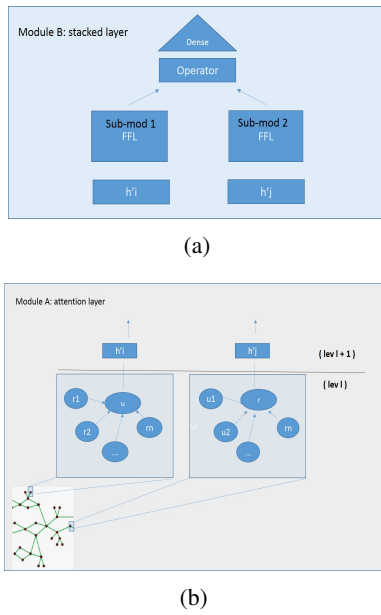 Module B: stacked layer
Dense
Operator
Sub-mod 1
FFL
Sub-mod 2
FFL
h'i
h'j
(a)
Module A: attention layer
h'i
h'j
( lev l + 1 )
( lev l )
r1
u
r2
rn
...
u1
r
u2
rn
...
(b)